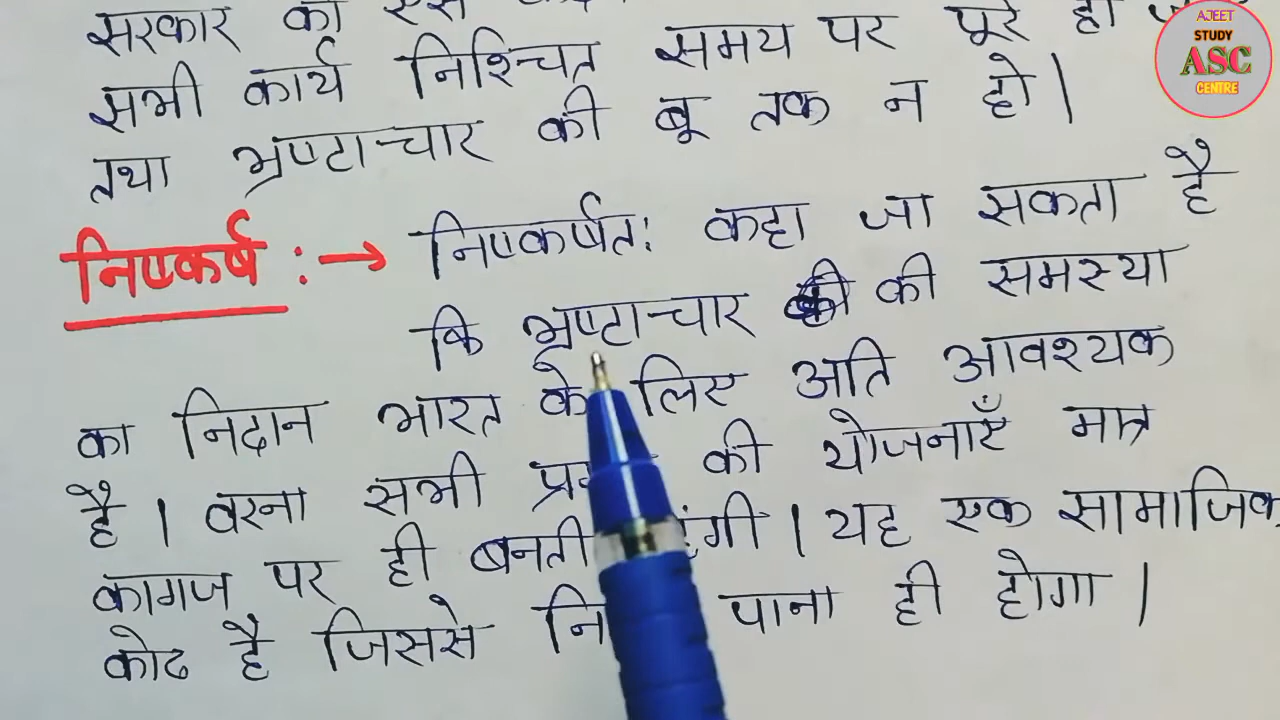 सरकार को इस
सभी कार्य निश्चित समय पर पूरे हो
तथा भ्रष्टाचार की बू तक न हो।
निष्कर्ष :→ निष्कर्षत: कहा जा सकता है
कि भ्रष्टाचार की की समस्या
का निदान भारत के लिए अति आवश्यक
है। वरना सभी की योजनाएँ मात्र
कागज पर ही बनती यह एक सामाजिक
कोढ है जिससे पाना ही होगा।
AJEET
STUDY
ASC
CENTRE